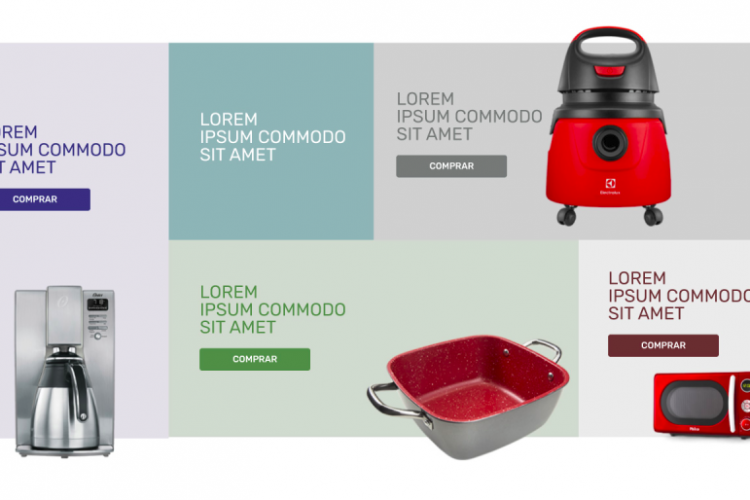 OREM
PSUM COMMODO
T AMET
COMPRAR
LOREM
IPSUM COMMODO
SIT AMET
LOREM
IPSUM COMMODO
SIT AMET
COMPRAR
Electrolux
LOREM
IPSUM COMMODO
SIT AMET
COMPRAR
LOREM
IPSUM COMMODO
SIT AMET
COMPRAR
Philco